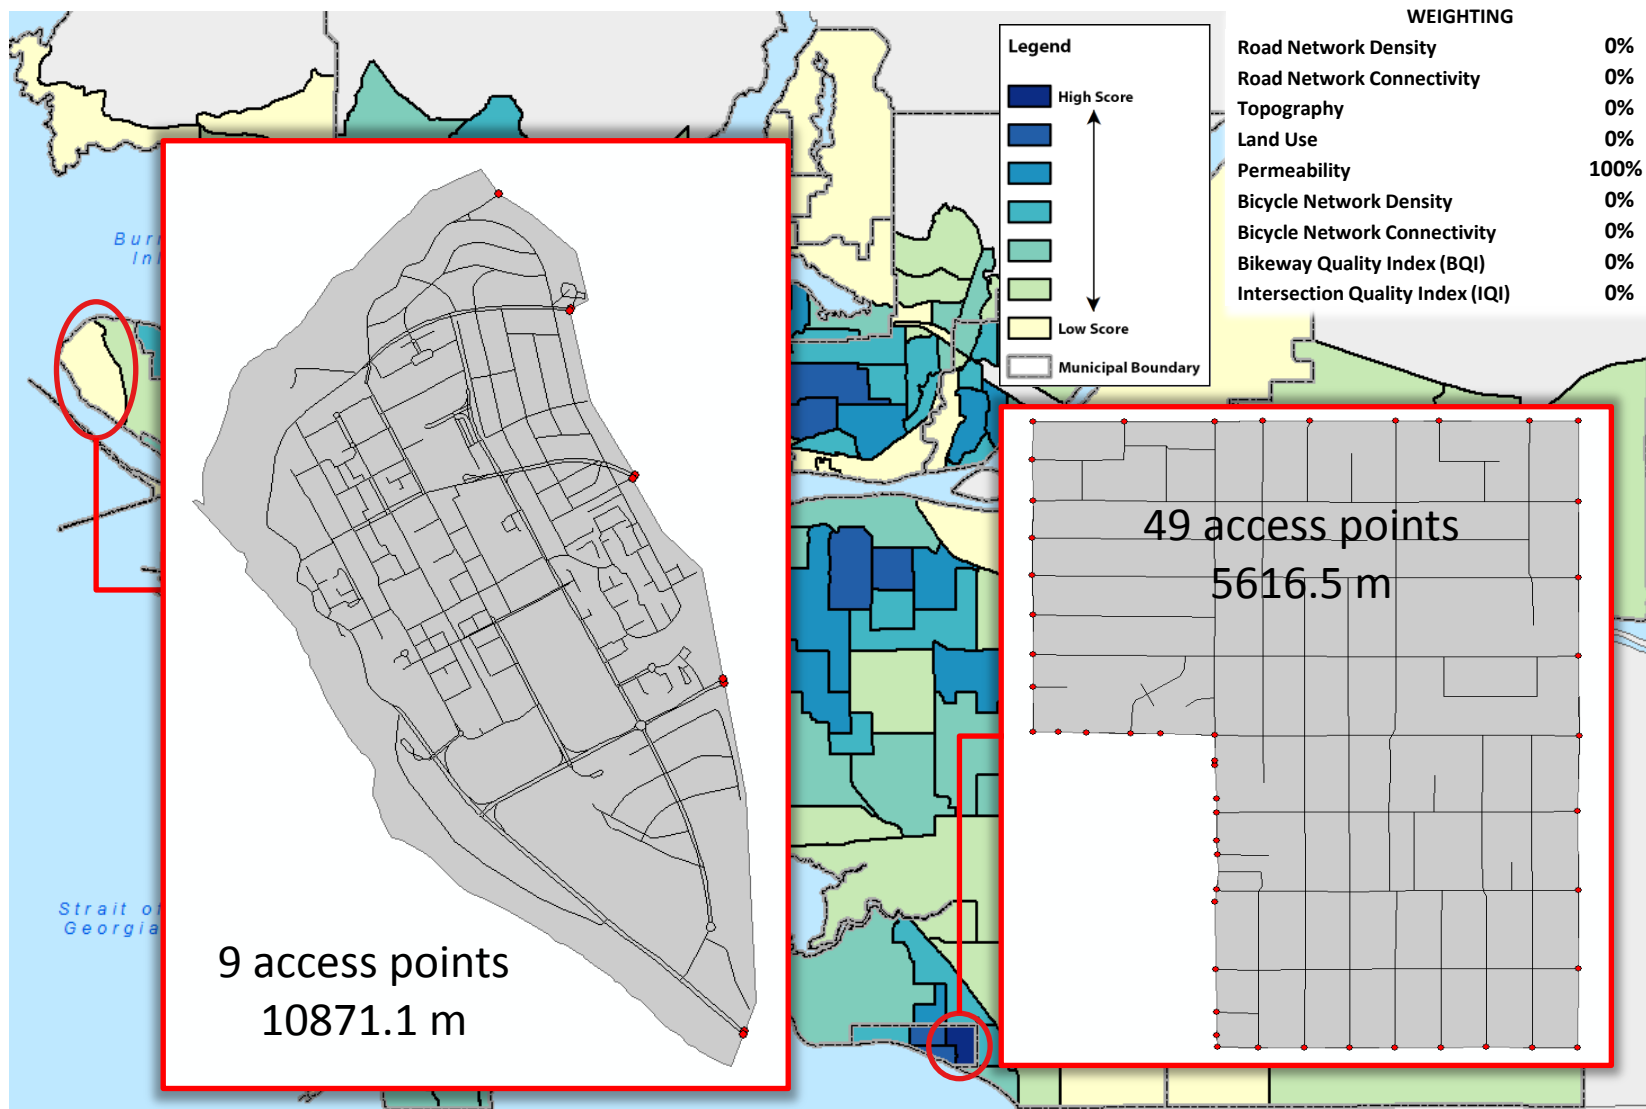 WEIGHTING
Road Network Density 0%
Road Network Connectivity 0%
Topography 0%
Land Use 0%
Permeability 100%
Bicycle Network Density 0%
Bicycle Network Connectivity 0%
Bikeway Quality Index (BQI) 0%
Intersection Quality Index (IQI) 0%
Legend
High Score
Low Score
Municipal Boundary
49 access points
5616.5 m
Strait of
Georgia
9 access points
10871.1 m